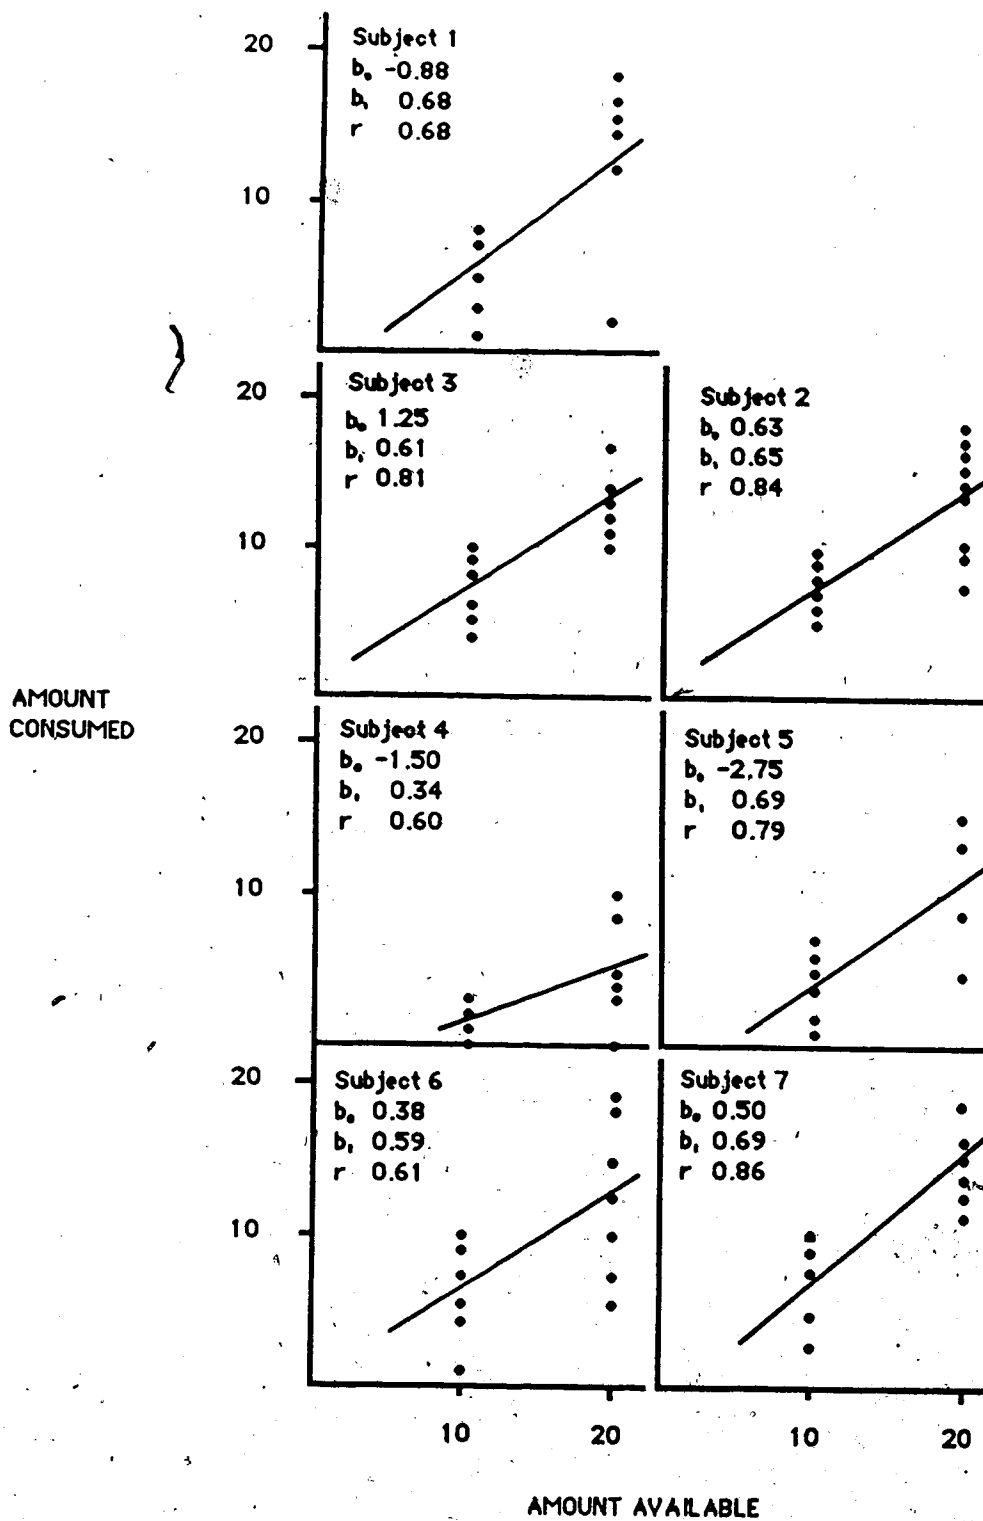 20
Subject 1
b₀ -0.88
b₁ 0.68
r 0.68
10
20
Subject 3
b₀ 1.25
b₁ 0.61
r 0.81
10
Subject 2
b₀ 0.63
b₁ 0.65
r 0.84
AMOUNT
CONSUMED
20
Subject 4
b₀ -1.50
b₁ 0.34
r 0.60
10
Subject 5
b₀ -2.75
b₁ 0.69
r 0.79
20
Subject 6
b₀ 0.38
b₁ 0.59
r 0.61
10
Subject 7
b₀ 0.50
b₁ 0.69
r 0.86
10 20 10 20
AMOUNT AVAILABLE